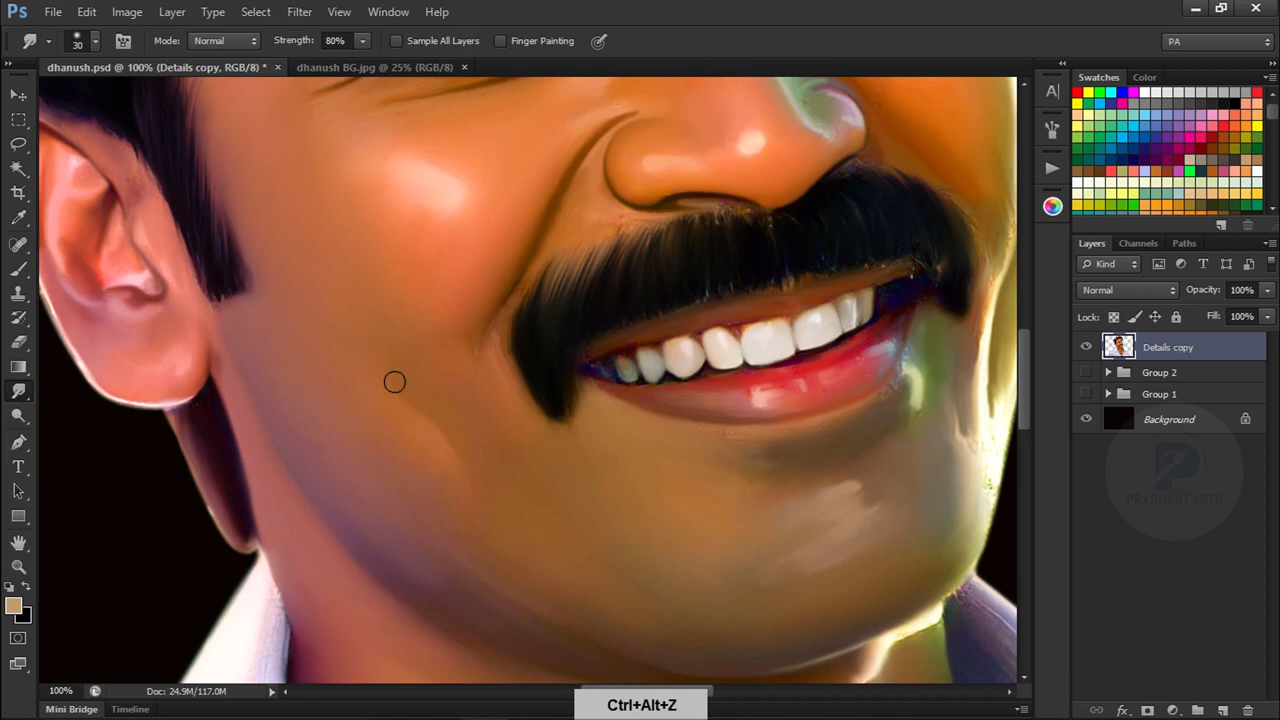 Ps File Edit Image Layer Type Select Filter View Window Help
30 Mode: Normal Strength: 80% Sample All Layers Finger Painting PA
dhanush.psd @ 100% (Details copy, RGB/8) * × dhanush BG.jpg @ 25% (RGB/8) ×
Swatches Color
Layers Channels Paths
Kind
Normal Opacity: 100%
Lock: Fill: 100%
Details copy
Group 2
Group 1
Background
PRASHANT ARTS
100% Doc: 24.9M/117.0M
Ctrl+Alt+Z
Mini Bridge Timeline